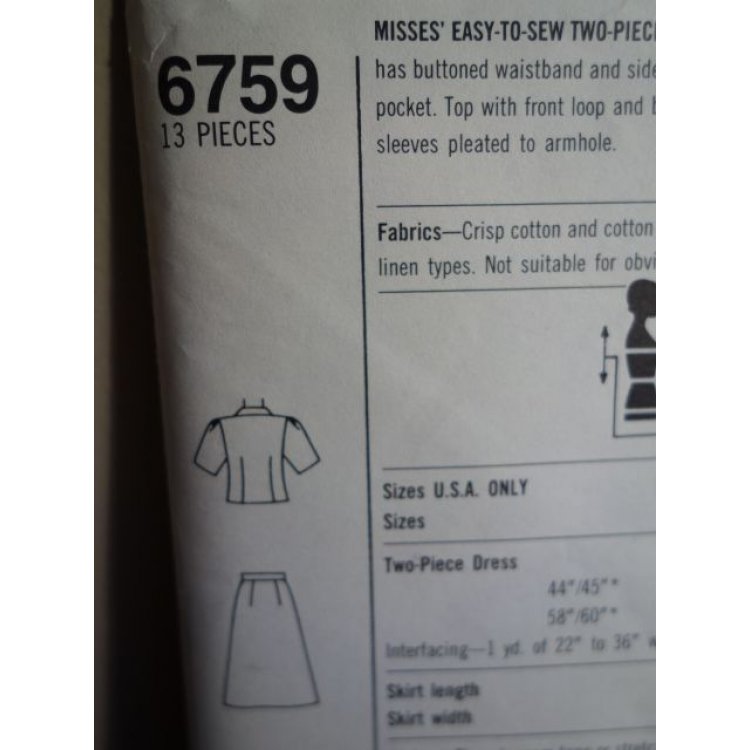 6759
13 PIECES
MISSES' EASY-TO-SEW TWO-PIEC
has buttoned waistband and side
pocket. Top with front loop and b
sleeves pleated to armhole.
Fabrics—Crisp cotton and cotton
linen types. Not suitable for obvi
Sizes U.S.A. ONLY
Sizes
Two-Piece Dress
44"/45"*
58"/60"*
Interfacing—1 yd. of 22" to 36" w
Skirt length
Skirt width